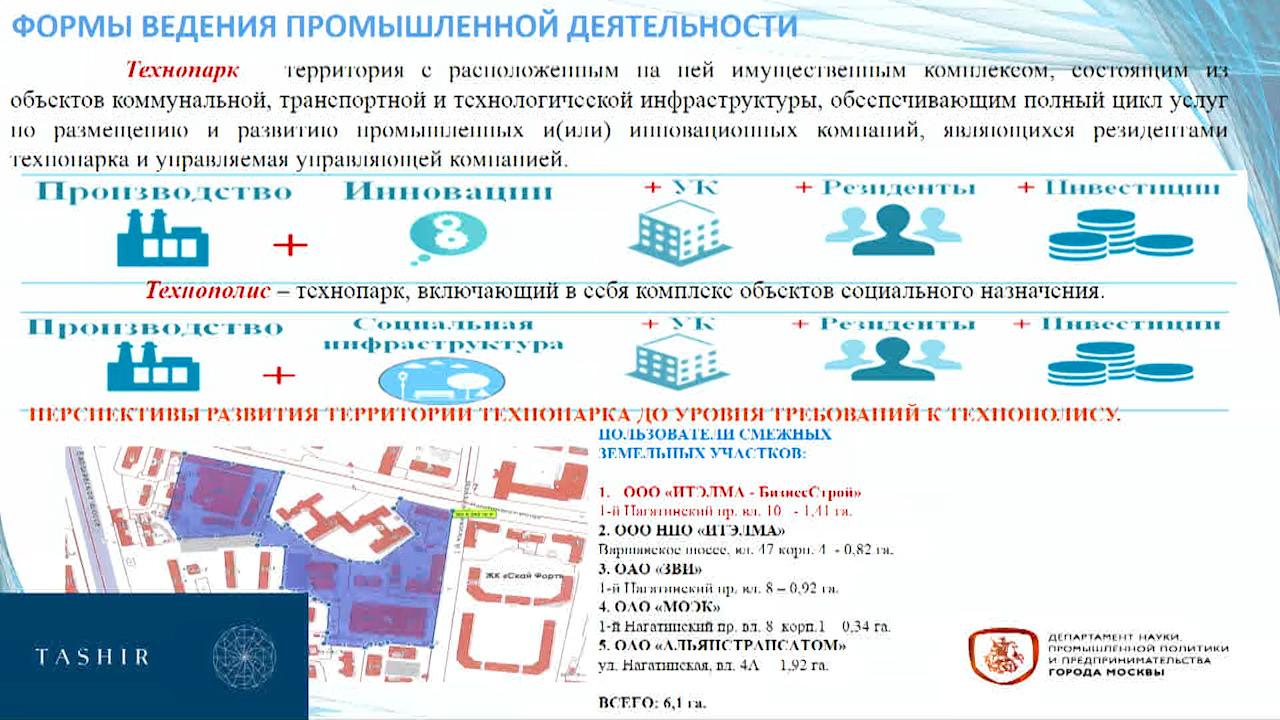 ФОРМЫ ВЕДЕНИЯ ПРОМЫШЛЕННОЙ ДЕЯТЕЛЬНОСТИ
Технопарк территория с расположенным на ней имущественным комплексом, состоящим из
объектов коммунальной, транспортной и технологической инфраструктуры, обеспечивающим полный цикл услуг
по размещению и развитию промышленных и(или) инновационных компаний, являющихся резидентами
технопарка и управляемая управляющей компанией.
Производство + Инновации + УК + Резиденты + Инвестиции
Технополис – технопарк, включающий в себя комплекс объектов социального назначения.
Производство + Социальная + УК + Резиденты + Инвестиции
инфраструктура
ПЕРСПЕКТИВЫ РАЗВИТИЯ ТЕРРИТОРИИ ТЕХНОПАРКА ДО УРОВНЯ ТРЕБОВАНИЙ К ТЕХНОПОЛИСУ.
ПОЛЬЗОВАТЕЛИ СМЕЖНЫХ
ЗЕМЕЛЬНЫХ УЧАСТКОВ:
1. ООО «ИТЭЛМА - БизнесСтрой»
1-й Нагатинский пр. вл. 10 - 1,41 га.
2. ООО НПО «ИТЭЛМА»
Варшавское шоссе, вл. 47 корп. 4 - 0,82 га.
3. ОАО «ЗВИ»
1-й Нагатинский пр. вл. 8 – 0,92 га.
4. ОАО «МОЭК»
1-й Нагатинский пр. вл. 8 корп.1 0,34 га.
5. ОАО «АЛЬЯНСТРАНСАТОМ»
ул. Нагатинская, вл. 4А 1,92 га.
ВСЕГО: 6,1 га.
Варшавское шоссе
ЖК «Скай Форт»
TASHIR
ДЕПАРТАМЕНТ НАУКИ,
ПРОМЫШЛЕННОЙ ПОЛИТИКИ
И ПРЕДПРИНИМАТЕЛЬСТВА
ГОРОДА МОСКВЫ